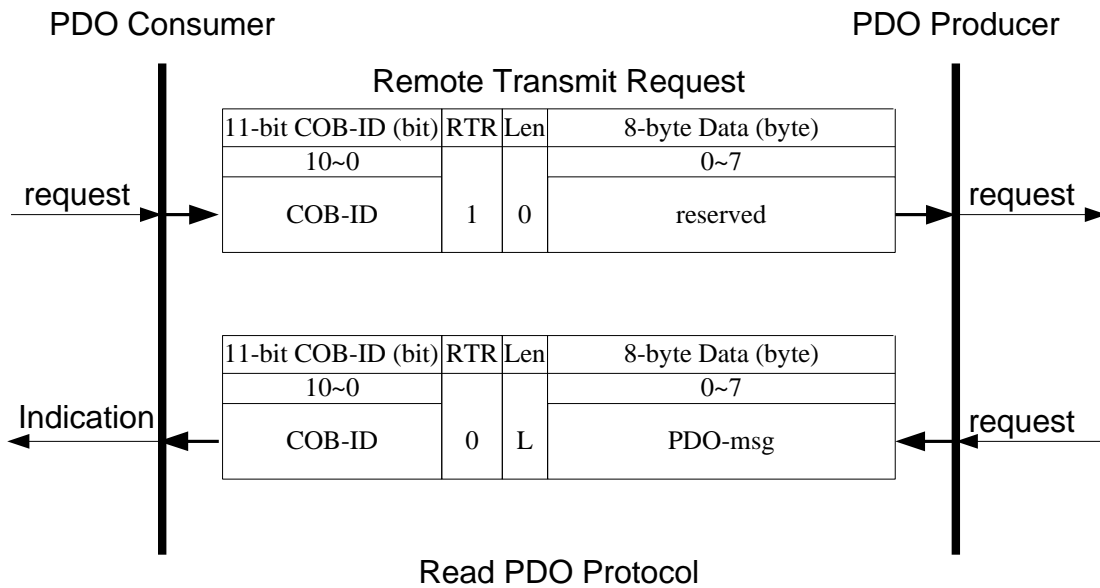 PDO Consumer PDO Producer
Remote Transmit Request
11-bit COB-ID (bit) RTR Len 8-byte Data (byte)
10~0 0~7
request COB-ID 1 0 reserved request
11-bit COB-ID (bit) RTR Len 8-byte Data (byte)
10~0 0~7
Indication COB-ID 0 L PDO-msg request
Read PDO Protocol